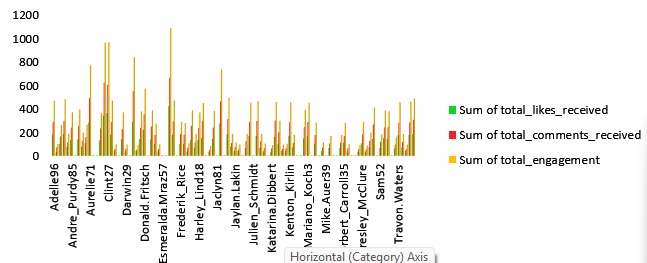 1200
1000
800
600
400
200
0
Adelle96
Andre_Purdy85
Aurelie71
Clint27
Darwin29
Donald.Fritsch
Esmeralda.Mraz57
Frederik_Rice
Harley_Lind18
Jaclyn81
Jaylan.Lakin
Julien_Schmidt
Katarina.Dibbert
Kenton_Kirlin
Mariano_Koch3
Mike.Auer39
rbert_Carroll35
resley_McClure
Sam52
Travon.Waters
Sum of total_likes_received
Sum of total_comments_received
Sum of total_engagement
Horizontal (Category) Axis